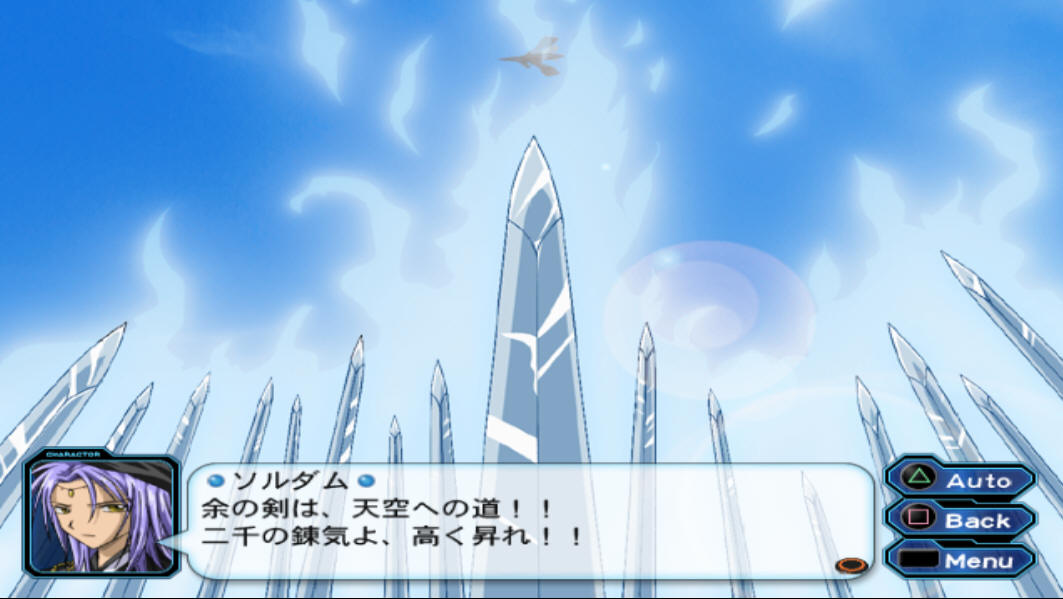 CHARACTOR
ソルダム
余の剣は、天空への道！！
二千の錬気よ、高く昇れ！！
Auto
Back
Menu